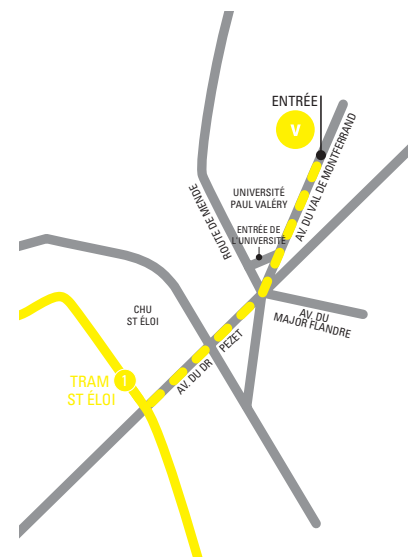 ENTRÉE
V
AV. DU VAL DE MONTFERRAND
UNIVERSITÉ
PAUL VALÉRY
ROUTE DE MENDE
ENTRÉE DE
L'UNIVERSITÉ
CHU
ST ÉLOI
AV. DU
MAJOR FLANDRE
AV. DU DR PEZET
TRAM 1
ST ÉLOI